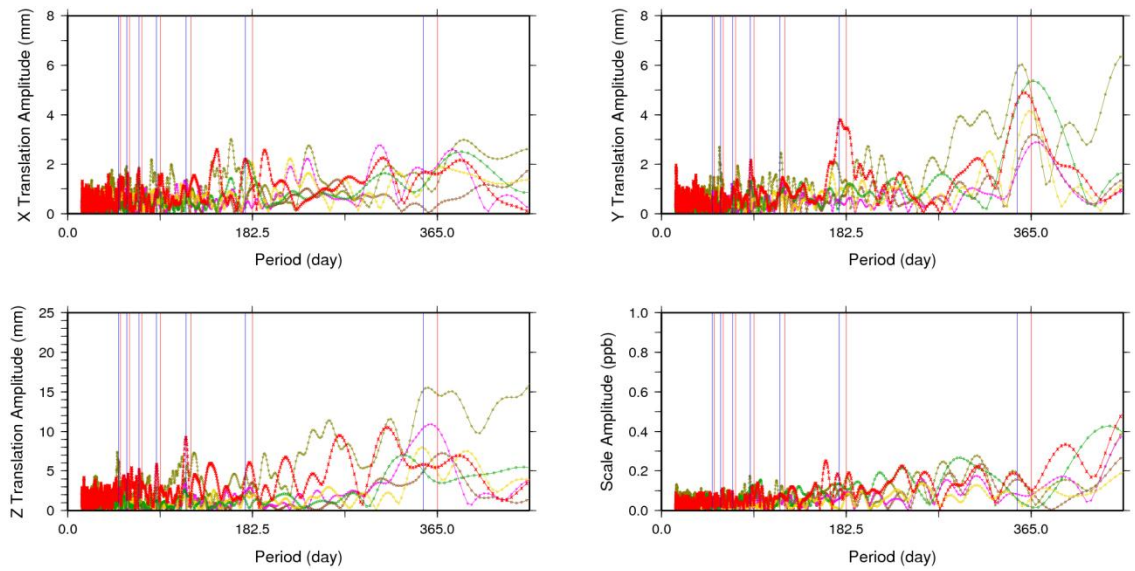 X Translation Amplitude (mm)
8
6
4
2
0
0.0 182.5 365.0
Period (day)
Y Translation Amplitude (mm)
8
6
4
2
0
0.0 182.5 365.0
Period (day)
Z Translation Amplitude (mm)
25
20
15
10
5
0
0.0 182.5 365.0
Period (day)
Scale Amplitude (ppb)
1.0
0.8
0.6
0.4
0.2
0.0
0.0 182.5 365.0
Period (day)